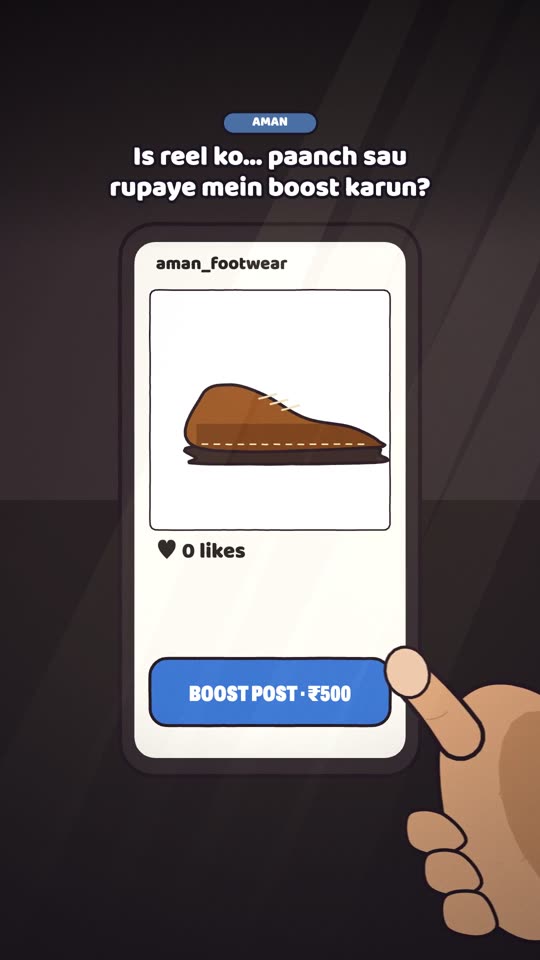 AMAN
Is reel ko... paanch sau
rupaye mein boost karun?
aman_footwear
0 likes
BOOST POST · ₹500